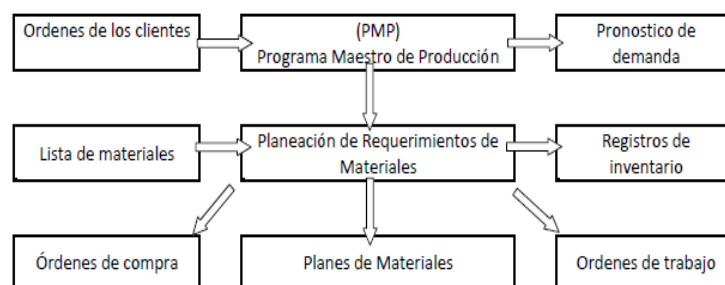 Ordenes de los clientes
(PMP)
Programa Maestro de Producción
Pronostico de
demanda
Lista de materiales
Planeación de Requerimientos de
Materiales
Registros de
inventario
Órdenes de compra
Planes de Materiales
Ordenes de trabajo